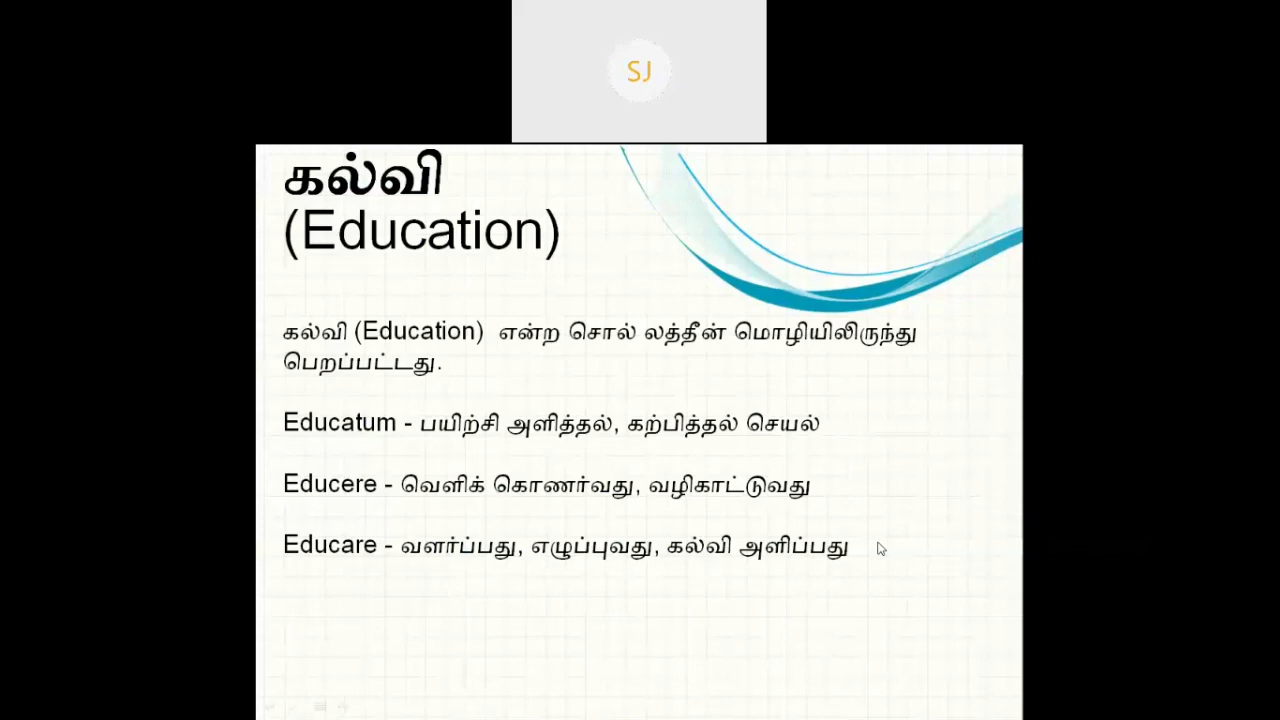 SJ
கல்வி
(Education)
கல்வி (Education) என்ற சொல் லத்தீன் மொழியிலிருந்து
பெறப்பட்டது.
Educatum - பயிற்சி அளித்தல், கற்பித்தல் செயல்
Educere - வெளிக் கொணர்வது, வழிகாட்டுவது
Educare - வளர்ப்பது, எழுப்புவது, கல்வி அளிப்பது